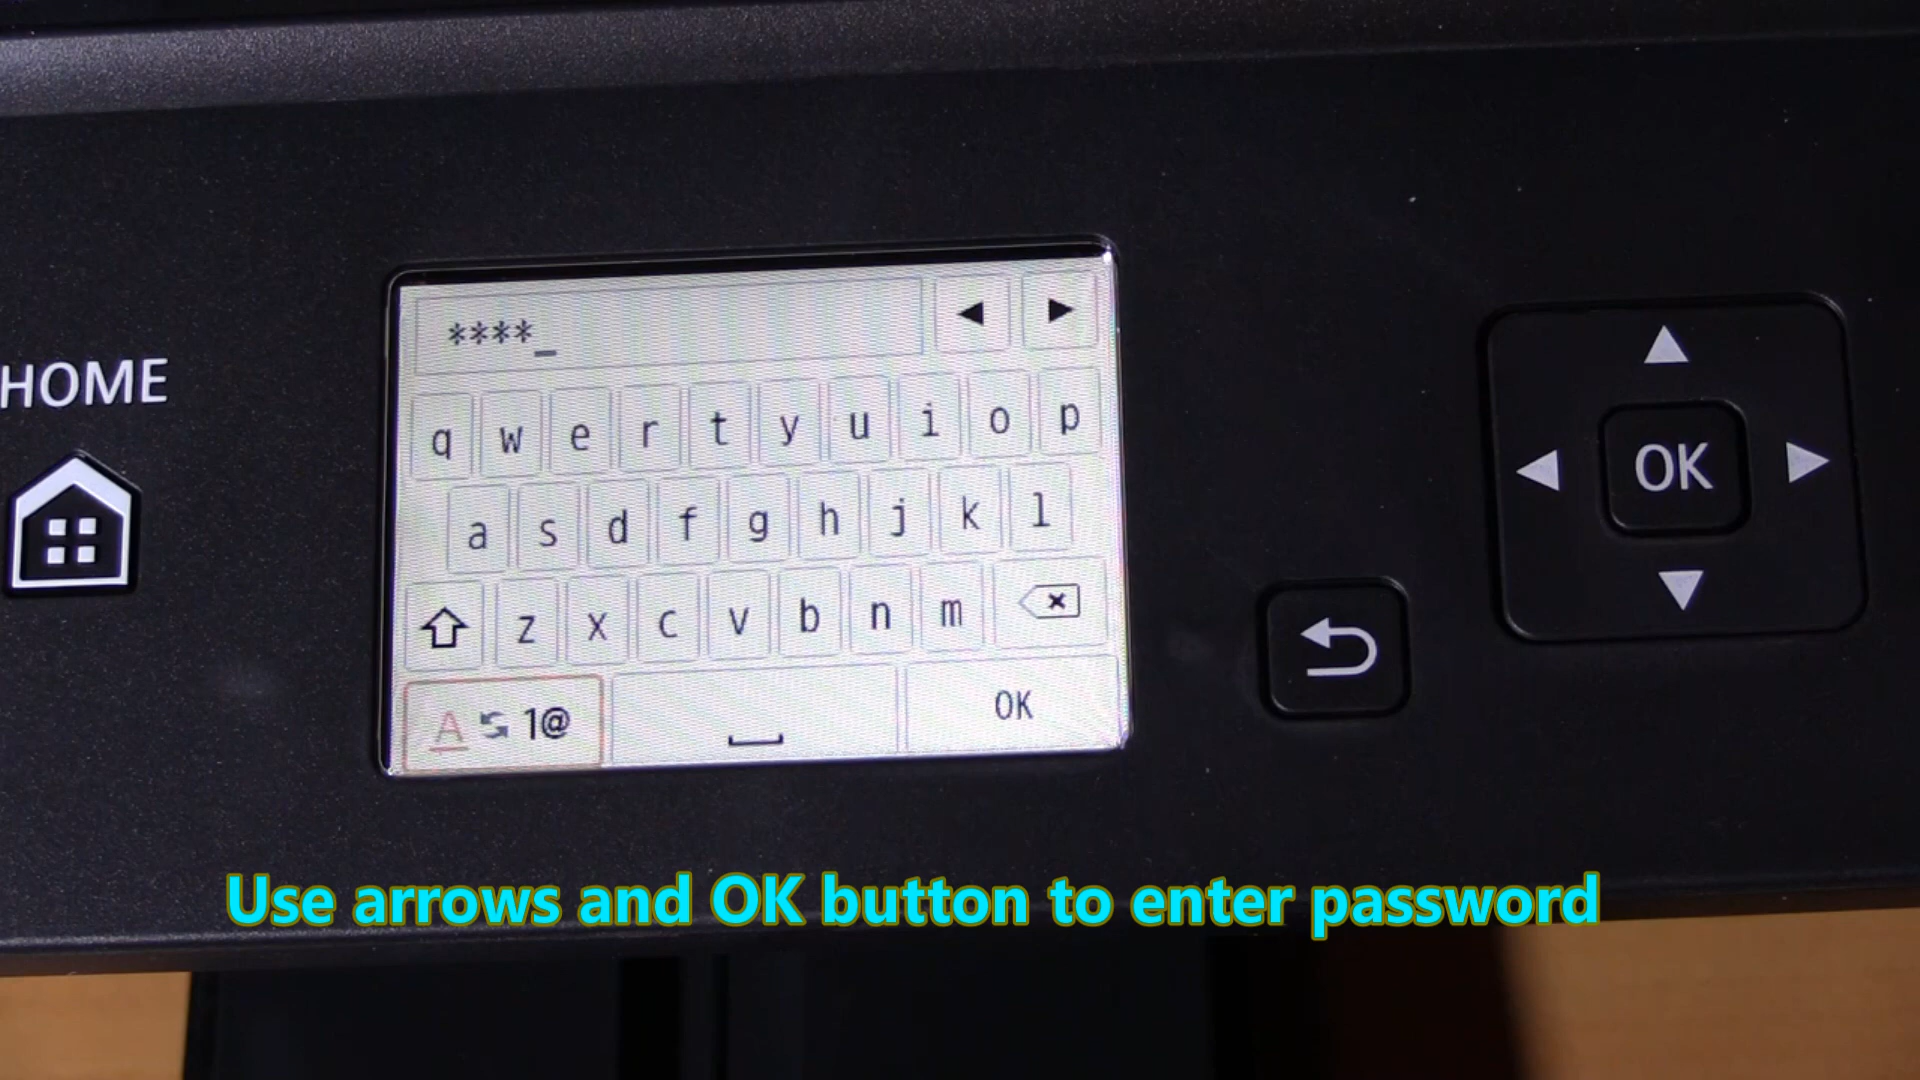 HOME
****_
q w e r t y u i o p
a s d f g h j k l
z x c v b n m
A 1@ OK
OK
Use arrows and OK button to enter password